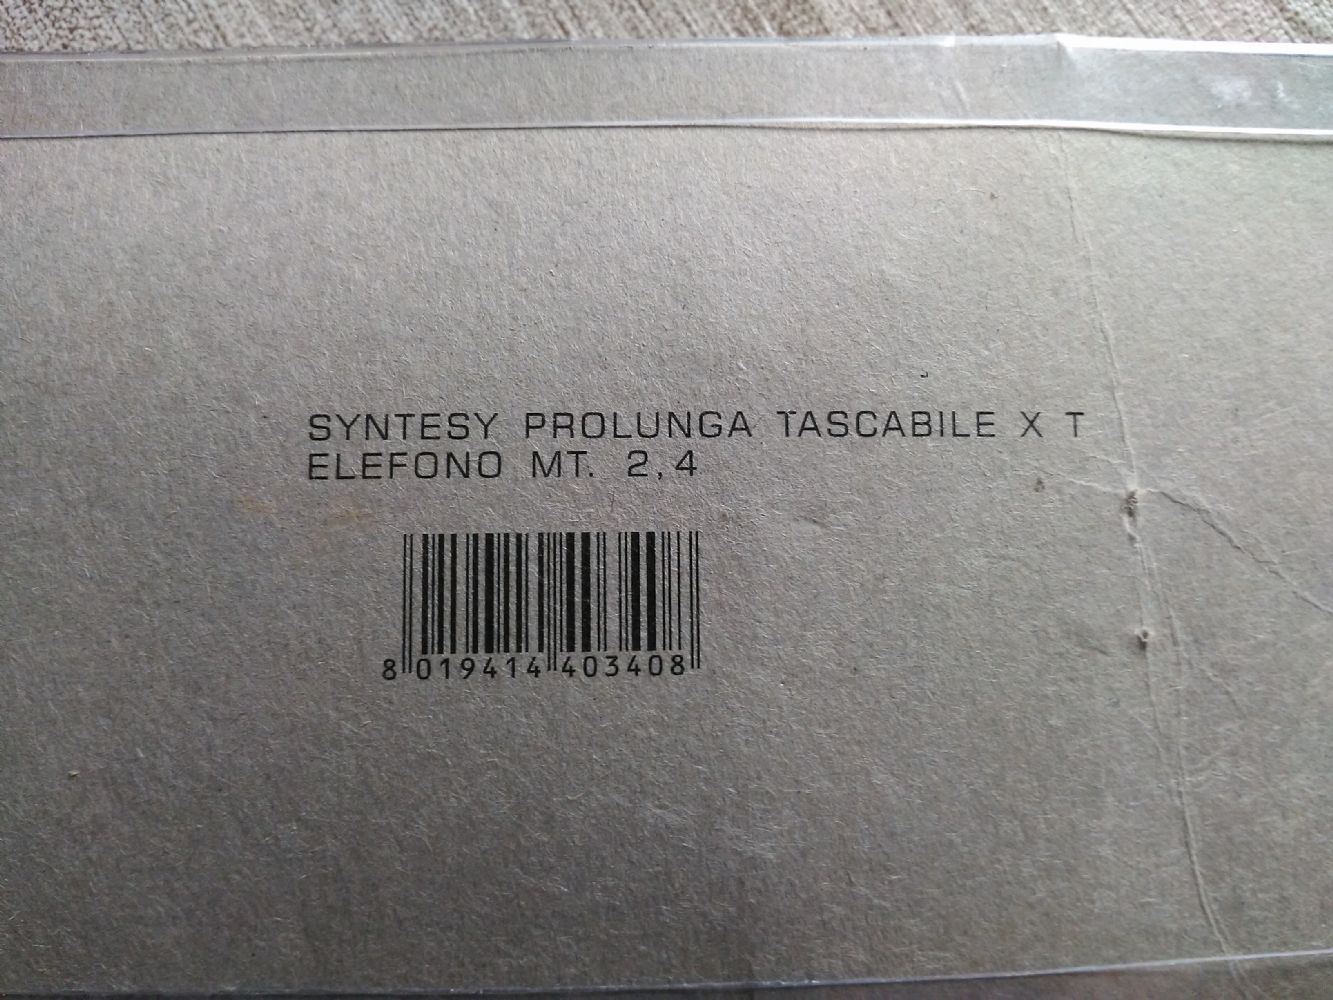 SYNTESY PROLUNGA TASCABILE X T
ELEFONO MT. 2,4
8 019414 403408